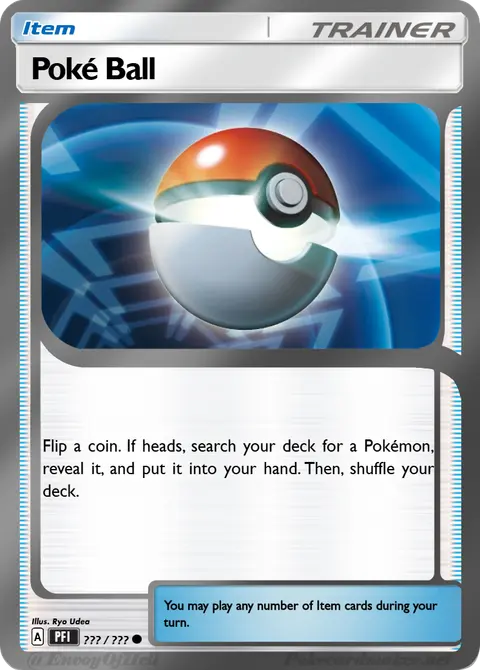 Item
TRAINER
Poké Ball
Flip a coin. If heads, search your deck for a Pokémon,
reveal it, and put it into your hand. Then, shuffle your
deck.
Illus. Ryo Udea
You may play any number of Item cards during your
turn.
A PFI ??? / ???